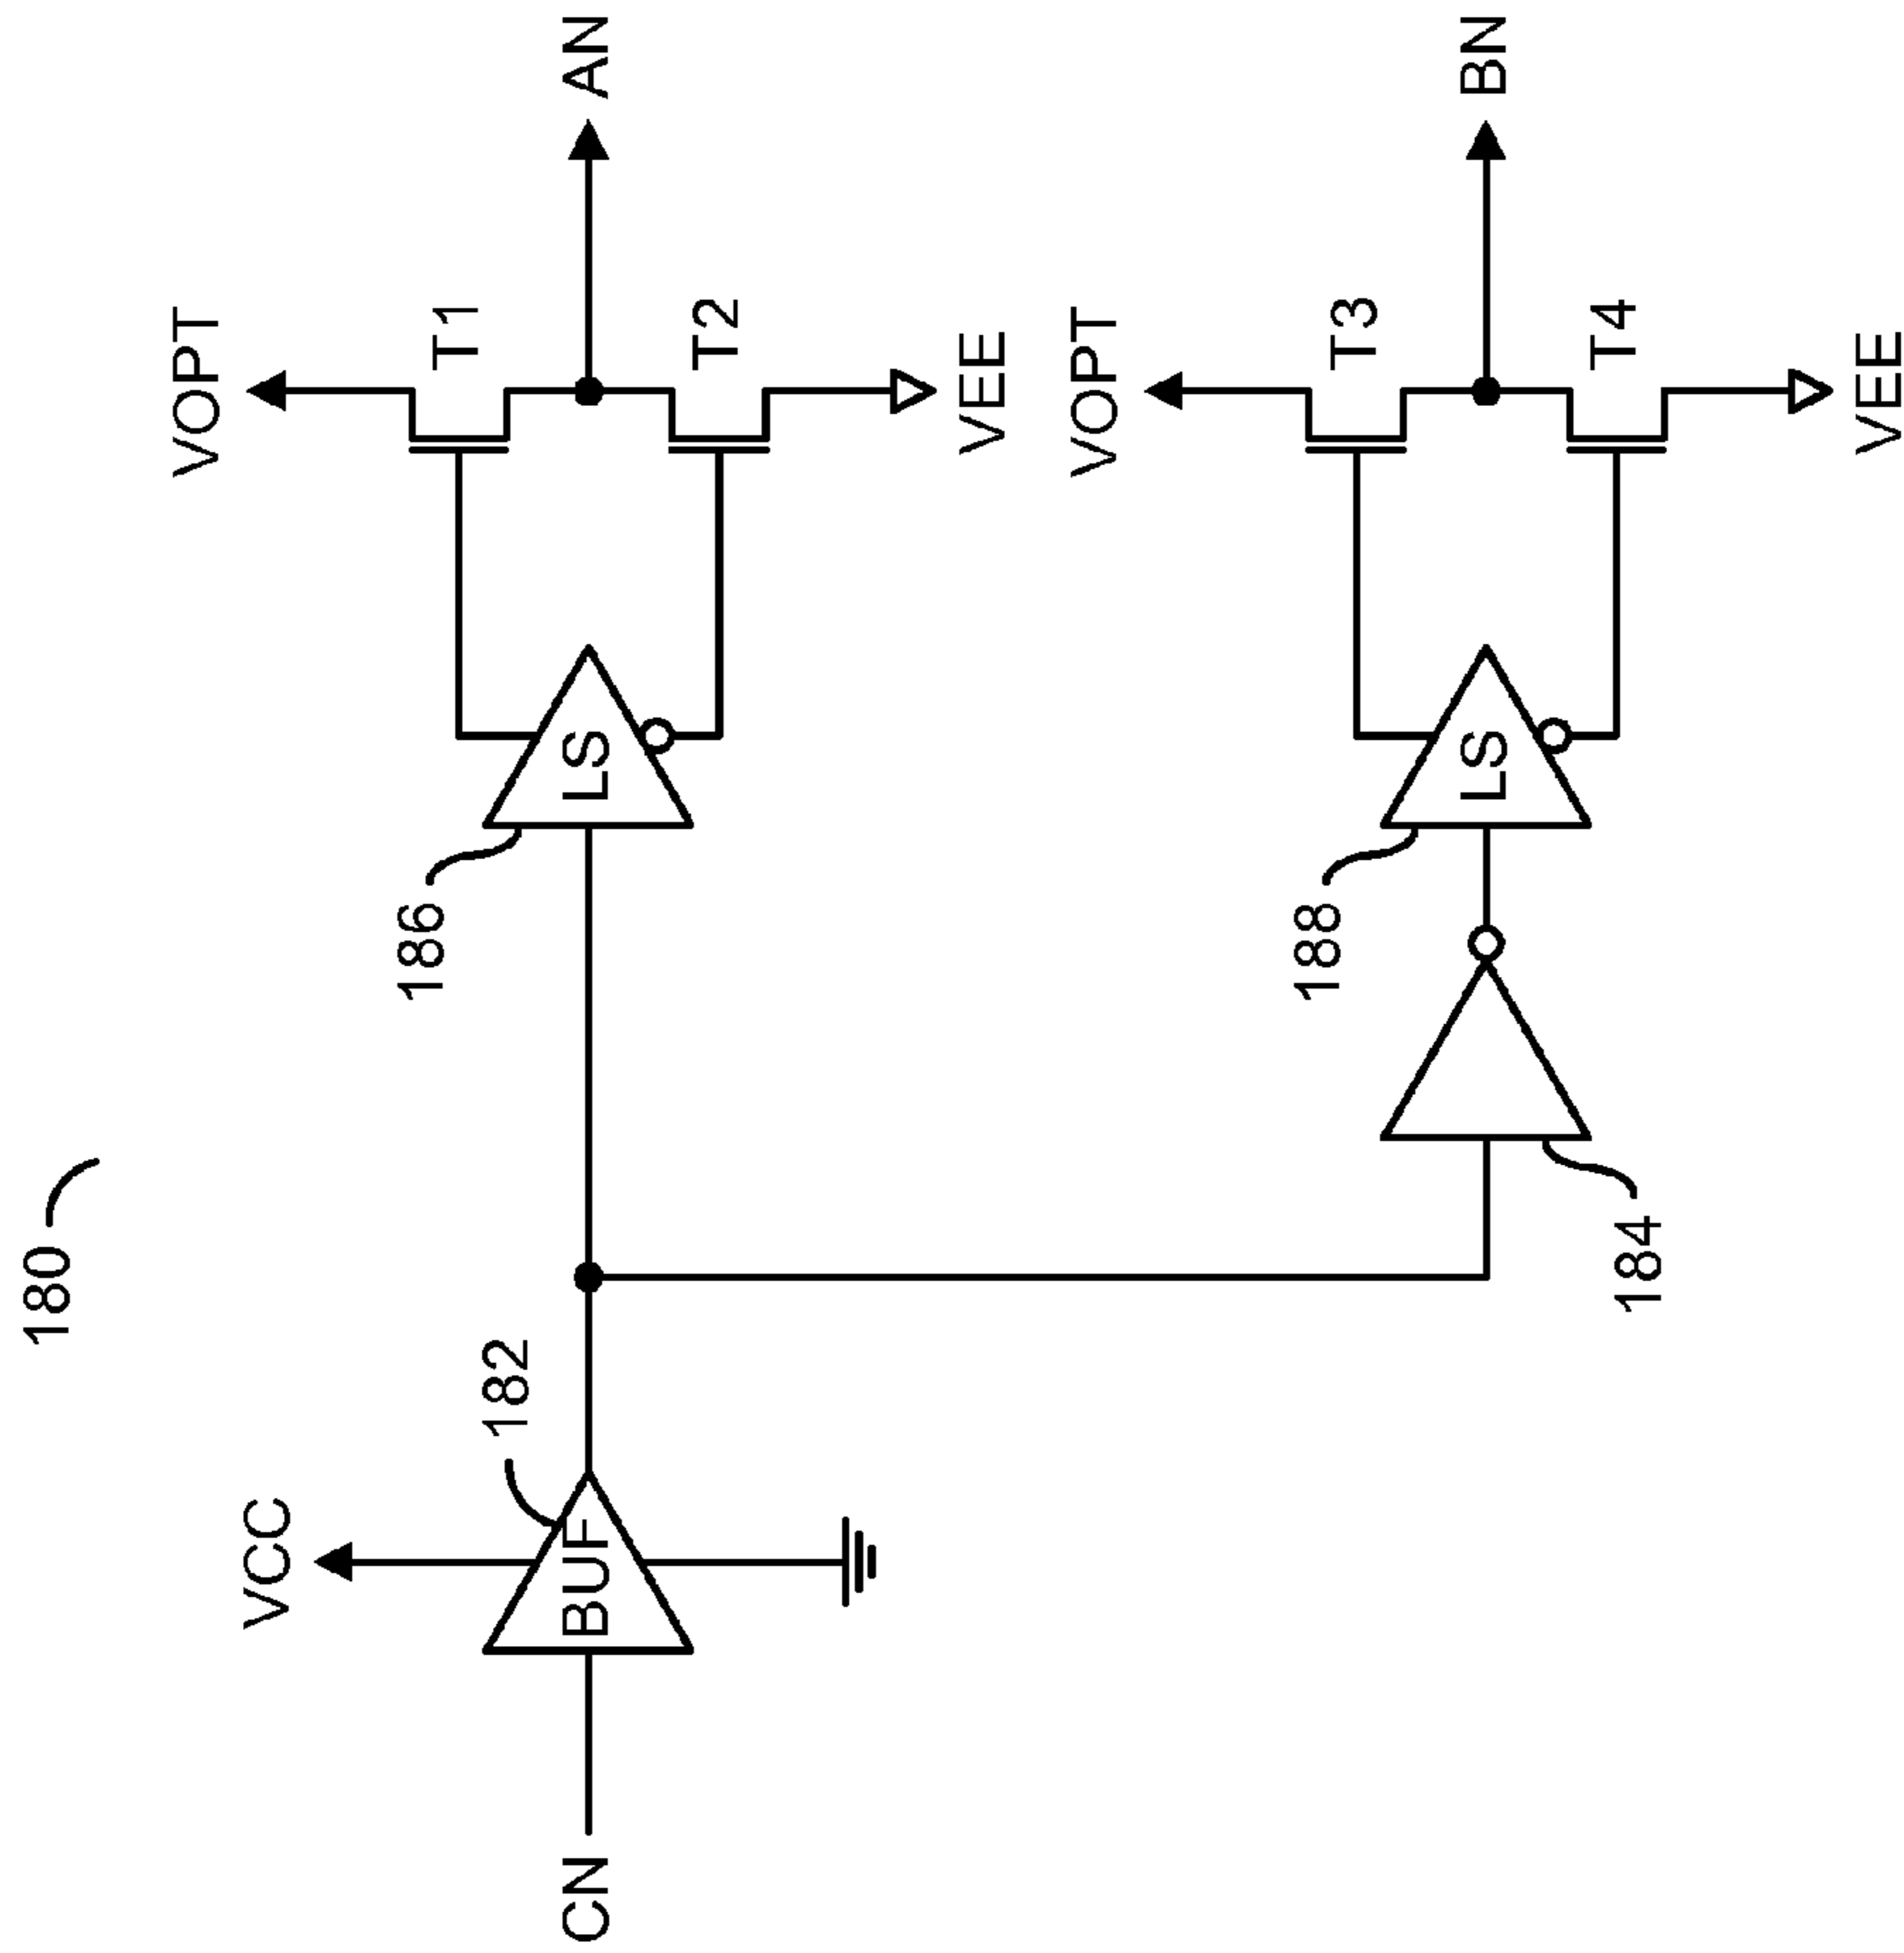 180
VCC
182
BUF
CN
186
LS
VOPT
T1
AN
T2
VEE
184
188
LS
VOPT
T3
BN
T4
VEE